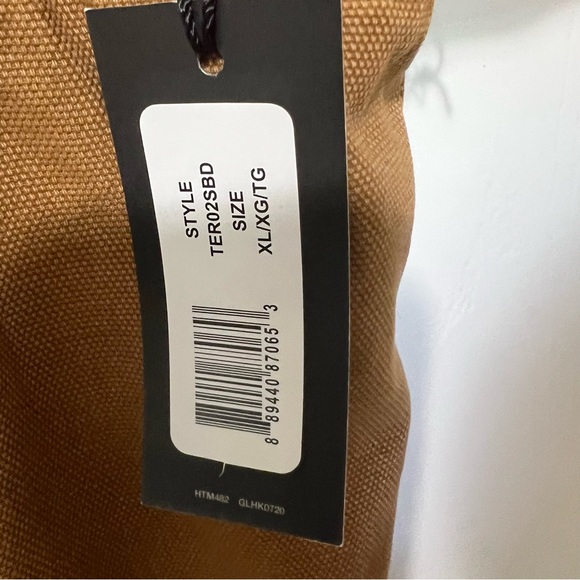 STYLE
TER02SBD
SIZE
XL/XG/TG
8 89440 87065 3
HTM482 GLHK0720